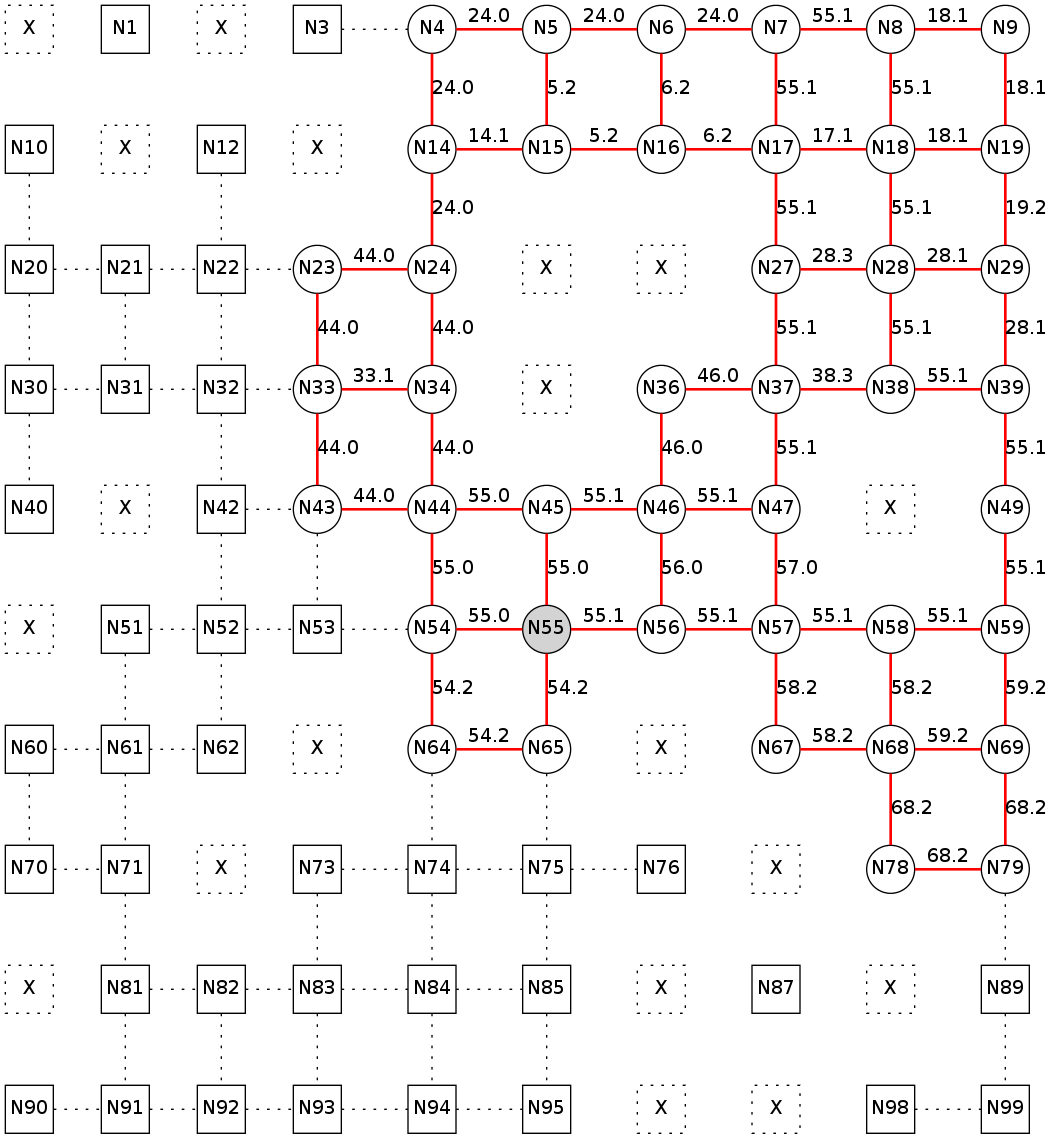 X N1 X N3 N4 24.0 N5 24.0 N6 24.0 N7 55.1 N8 18.1 N9
24.0 5.2 6.2 55.1 55.1 18.1
N10 X N12 X N14 14.1 N15 5.2 N16 6.2 N17 17.1 N18 18.1 N19
24.0 55.1 55.1 19.2
N20 N21 N22 N23 44.0 N24 X X N27 28.3 N28 28.1 N29
44.0 44.0 55.1 55.1 28.1
N30 N31 N32 N33 33.1 N34 X N36 46.0 N37 38.3 N38 55.1 N39
44.0 44.0 46.0 55.1 55.1
N40 X N42 N43 44.0 N44 55.0 N45 55.1 N46 55.1 N47 X N49
55.0 55.0 56.0 57.0 55.1
X N51 N52 N53 N54 55.0 N55 55.1 N56 55.1 N57 55.1 N58 55.1 N59
54.2 54.2 58.2 58.2 59.2
N60 N61 N62 X N64 54.2 N65 X N67 58.2 N68 59.2 N69
68.2 68.2
N70 N71 X N73 N74 N75 N76 X N78 68.2 N79
X N81 N82 N83 N84 N85 X N87 X N89
N90 N91 N92 N93 N94 N95 X X N98 N99